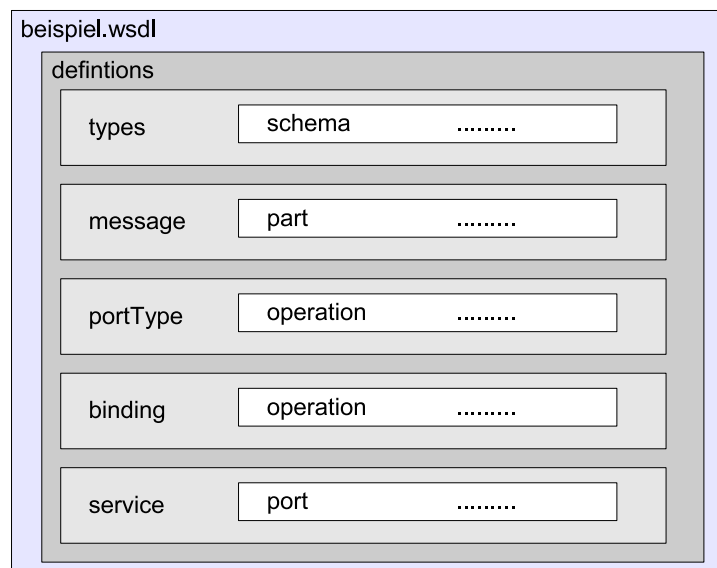 beispiel.wsdl
defintions
types schema .........
message part .........
portType operation .........
binding operation .........
service port .........